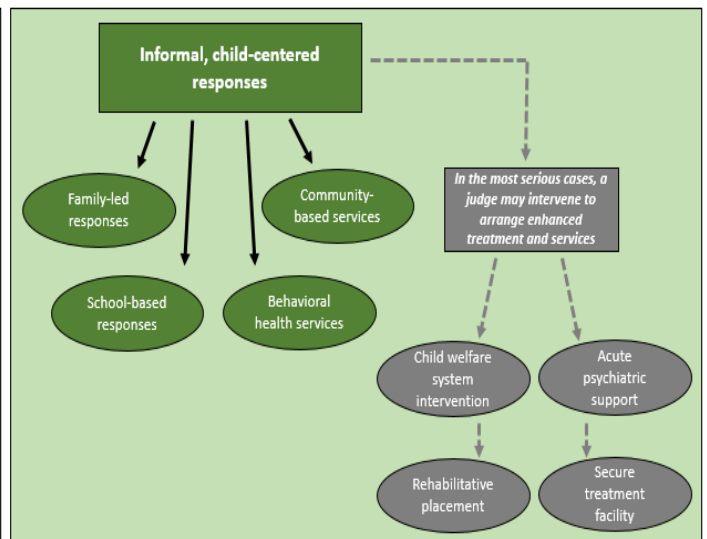 Informal, child-centered
responses
Family-led
responses
Community-
based services
School-based
responses
Behavioral
health services
In the most serious cases, a
judge may intervene to
arrange enhanced
treatment and services
Child welfare
system
intervention
Acute
psychiatric
support
Rehabilitative
placement
Secure
treatment
facility